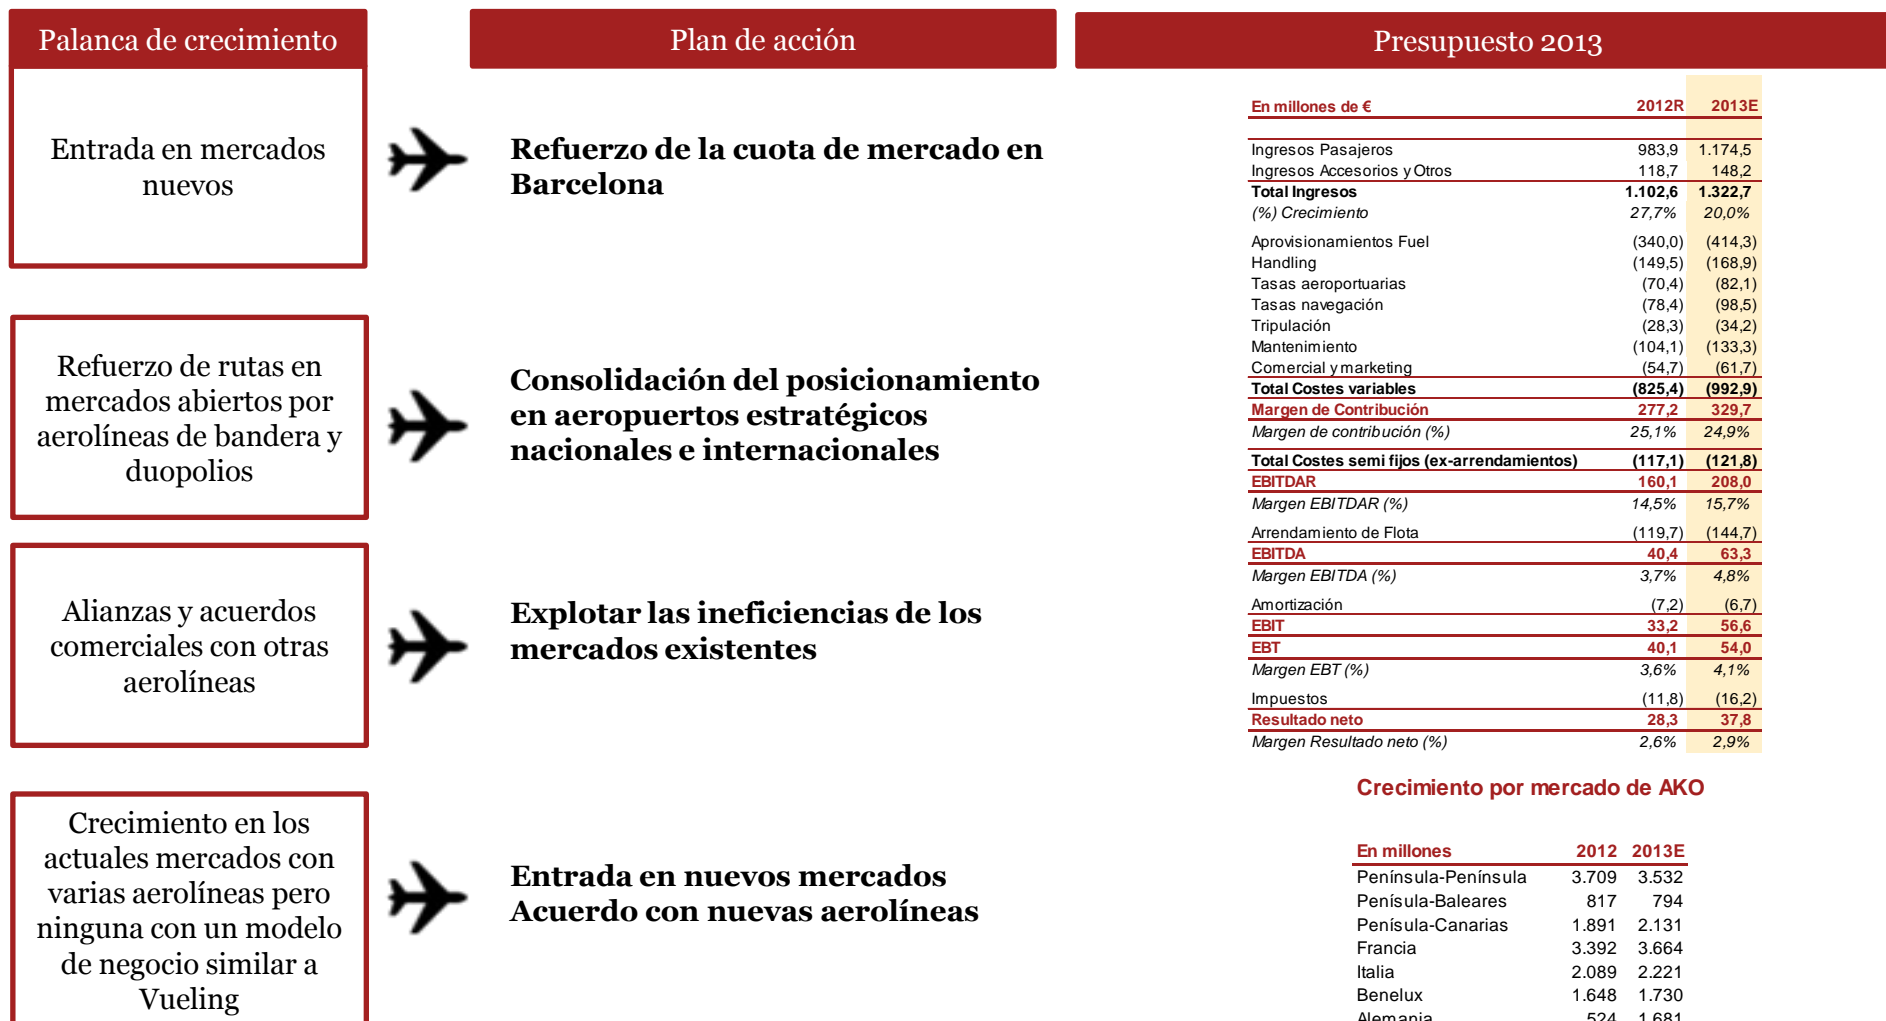 Palanca de crecimiento
Plan de acción
Presupuesto 2013
Entrada en mercados
nuevos
Refuerzo de la cuota de mercado en
Barcelona
Refuerzo de rutas en
mercados abiertos por
aerolíneas de bandera y
duopolios
Consolidación del posicionamiento
en aeropuertos estratégicos
nacionales e internacionales
Alianzas y acuerdos
comerciales con otras
aerolíneas
Explotar las ineficiencias de los
mercados existentes
Crecimiento en los
actuales mercados con
varias aerolíneas pero
ninguna con un modelo
de negocio similar a
Vueling
Entrada en nuevos mercados
Acuerdo con nuevas aerolíneas
En millones de € 2012R 2013E
Ingresos Pasajeros 983,9 1.174,5
Ingresos Accesorios y Otros 118,7 148,2
Total Ingresos 1.102,6 1.322,7
(%) Crecimiento 27,7% 20,0%
Aprovisionamientos Fuel (340,0) (414,3)
Handling (149,5) (168,9)
Tasas aeroportuarias (70,4) (82,1)
Tasas navegación (78,4) (98,5)
Tripulación (28,3) (34,2)
Mantenimiento (104,1) (133,3)
Comercial y marketing (54,7) (61,7)
Total Costes variables (825,4) (992,9)
Margen de Contribución 277,2 329,7
Margen de contribución (%) 25,1% 24,9%
Total Costes semi fijos (ex-arrendamientos) (117,1) (121,8)
EBITDAR 160,1 208,0
Margen EBITDAR (%) 14,5% 15,7%
Arrendamiento de Flota (119,7) (144,7)
EBITDA 40,4 63,3
Margen EBITDA (%) 3,7% 4,8%
Amortización (7,2) (6,7)
EBIT 33,2 56,6
EBT 40,1 54,0
Margen EBT (%) 3,6% 4,1%
Impuestos (11,8) (16,2)
Resultado neto 28,3 37,8
Margen Resultado neto (%) 2,6% 2,9%
Crecimiento por mercado de AKO
En millones 2012 2013E
Península-Península 3.709 3.532
Penísula-Baleares 817 794
Penísula-Canarias 1.891 2.131
Francia 3.392 3.664
Italia 2.089 2.221
Benelux 1.648 1.730
Alemania 524 1.681